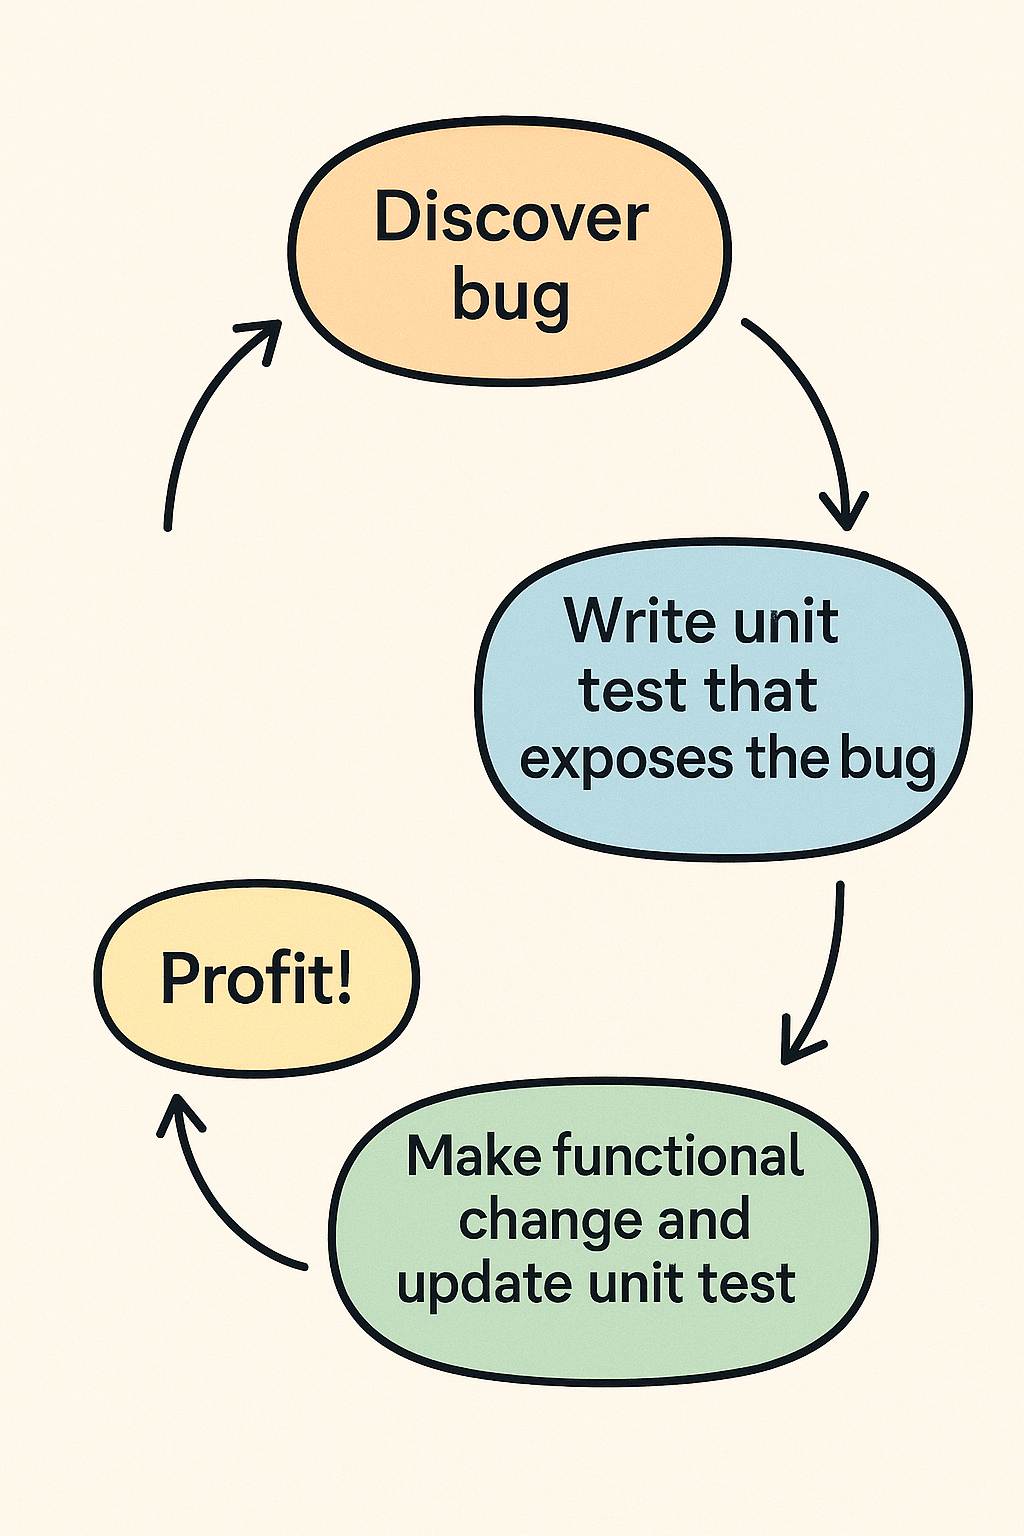 Discover
bug
Write unit
test that
exposes the bug
Make functional
change and
update unit test
Profit!